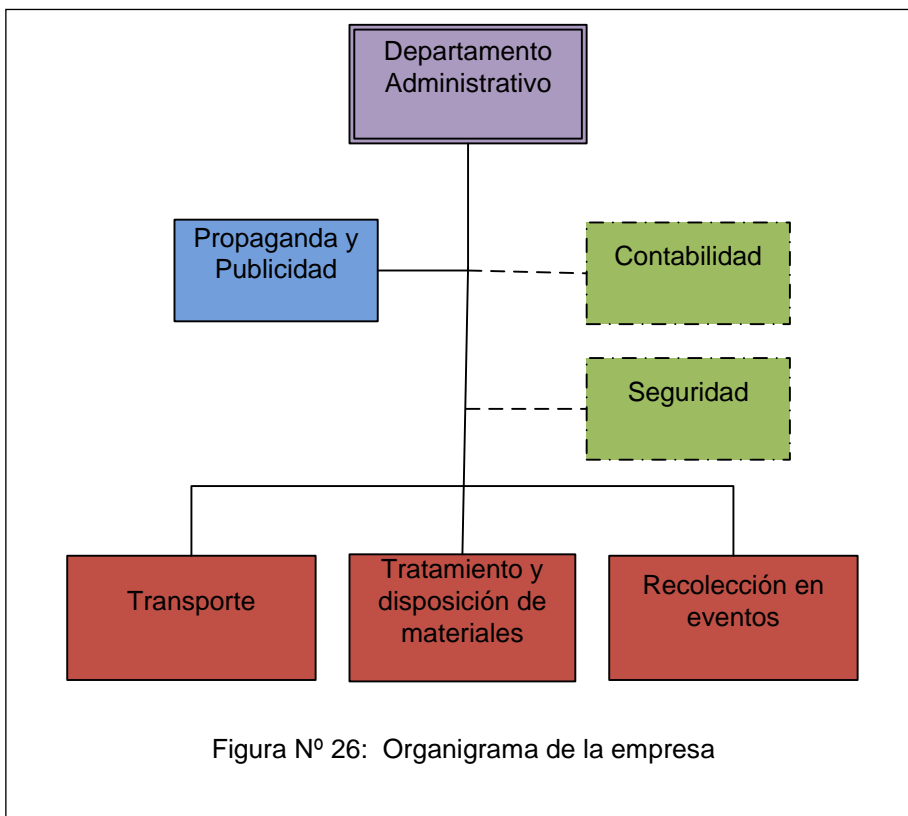 Departamento
Administrativo
Propaganda y
Publicidad
Contabilidad
Seguridad
Transporte
Tratamiento y
disposición de
materiales
Recolección en
eventos
Figura Nº 26:  Organigrama de la empresa